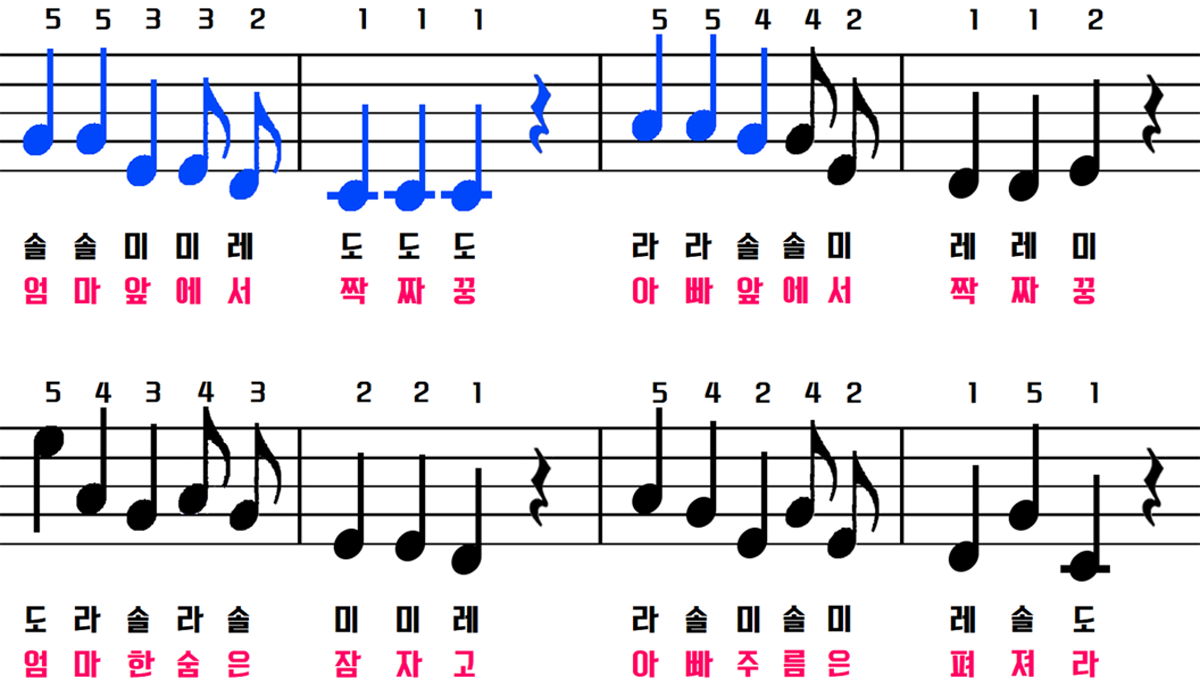 5 5 3 3 2 1 1 1 5 5 4 4 2 1 1 2
솔 솔 미 미 레 도 도 도 라 라 솔 솔 미 레 레 미
엄 마 앞 에 서 짝 짜 꿍 아 빠 앞 에 서 짝 짜 꿍
5 4 3 4 3 2 2 1 5 4 2 4 2 1 5 1
도 라 솔 라 솔 미 미 레 라 솔 미 솔 미 레 솔 도
엄 마 한 숨 은 잠 자 고 아 빠 주 름 은 펴 져 라